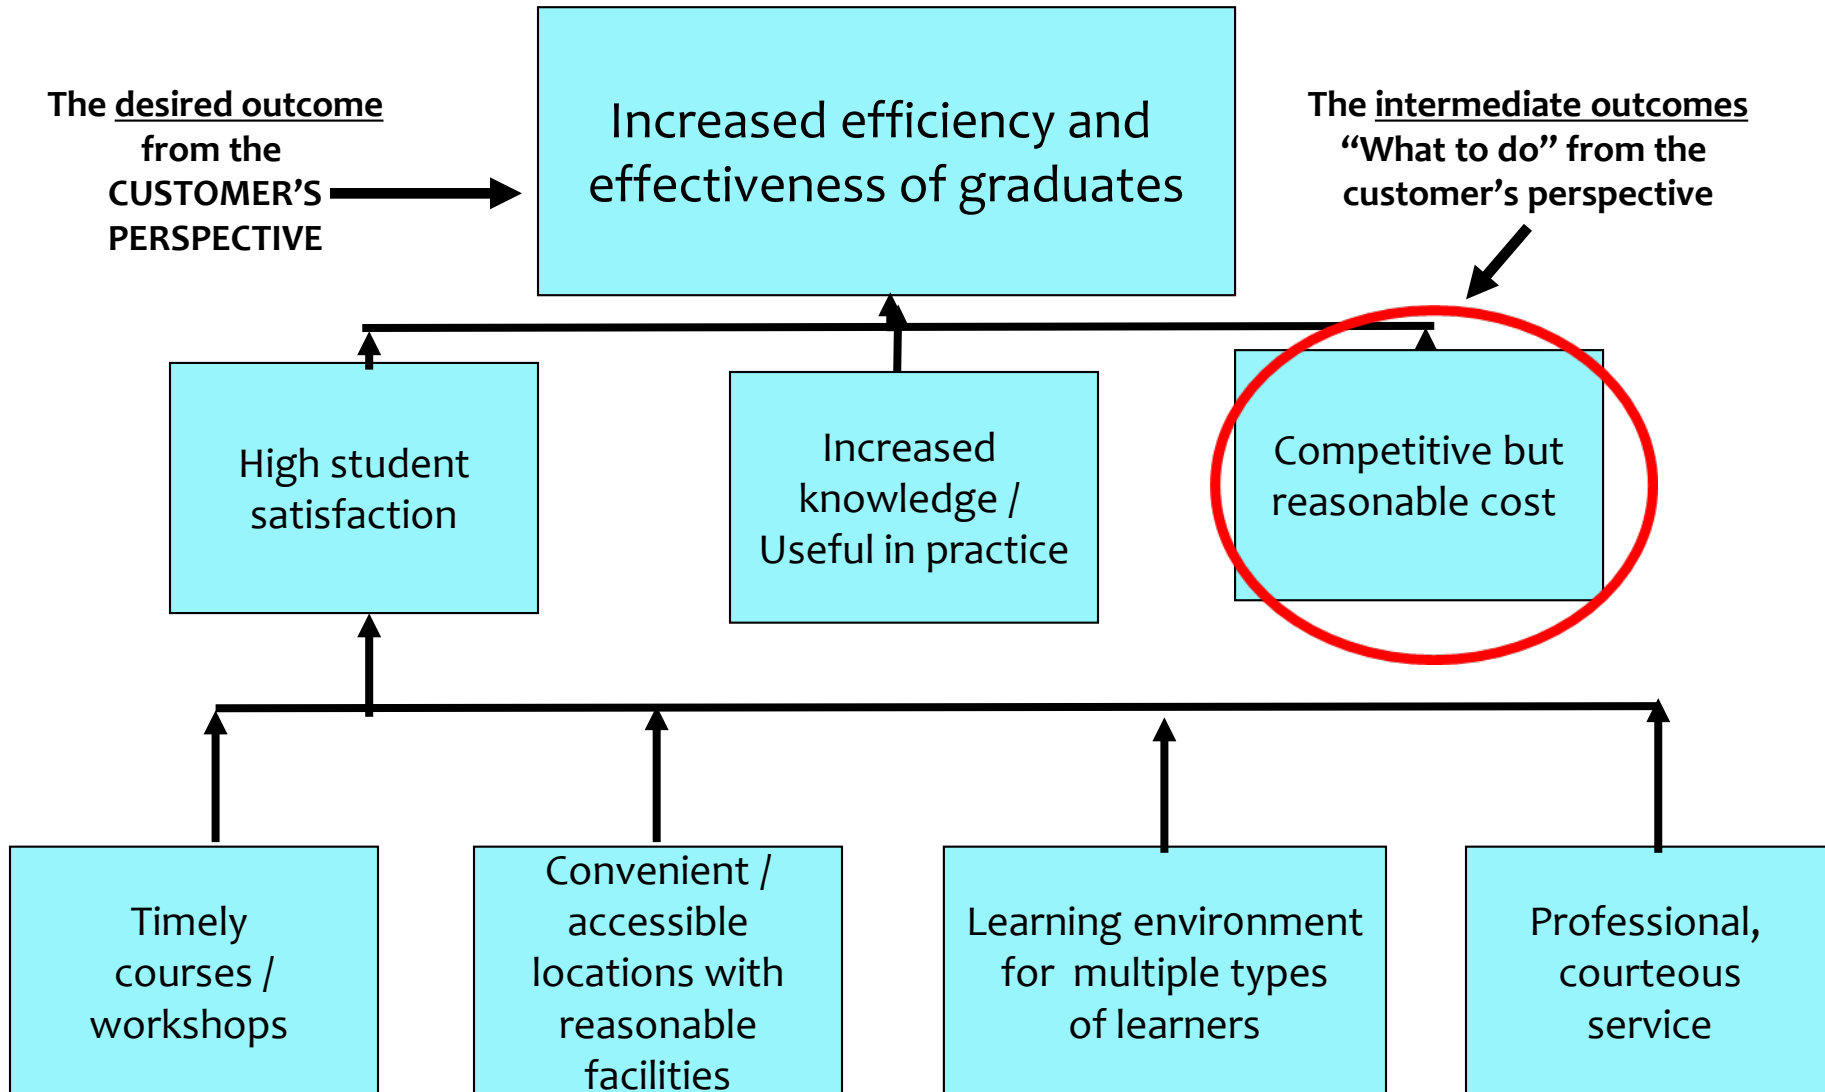 The desired outcome
from the
CUSTOMER’S
PERSPECTIVE
Increased efficiency and
effectiveness of graduates
The intermediate outcomes
“What to do” from the
customer’s perspective
High student
satisfaction
Increased
knowledge /
Useful in practice
Competitive but
reasonable cost
Timely
courses /
workshops
Convenient /
accessible
locations with
reasonable
facilities
Learning environment
for multiple types
of learners
Professional,
courteous
service